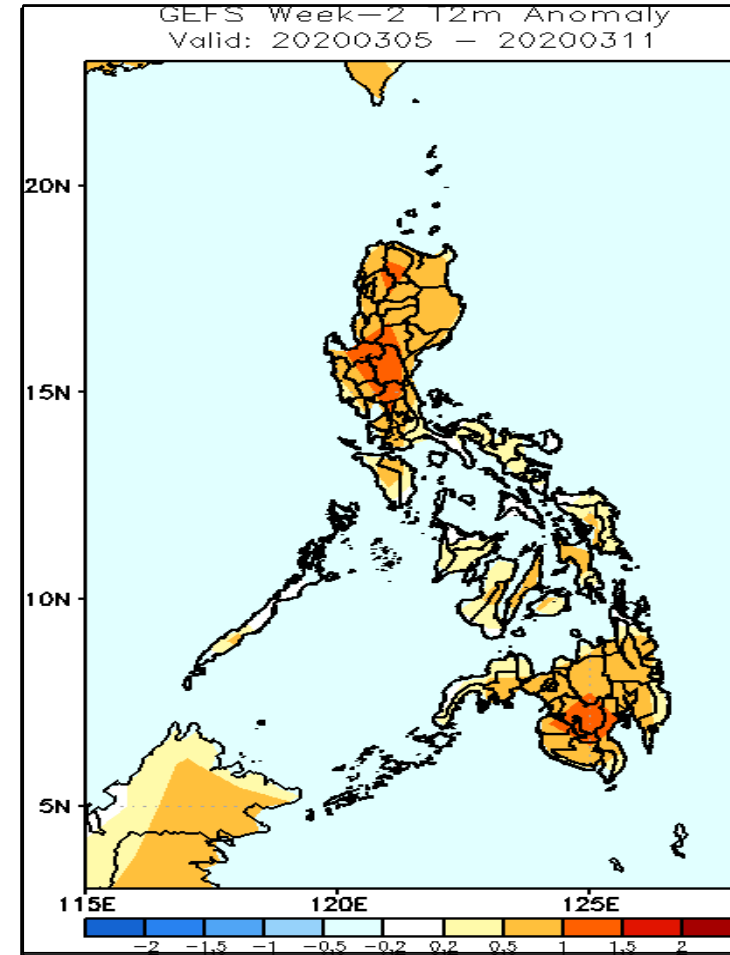 GEFS Week-2 T2m Anomaly
Valid: 20200305 - 20200311
20N
15N
10N
5N
115E 120E 125E
-2 -1.5 -1 -0.5 -0.2 0.2 0.5 1 1.5 2